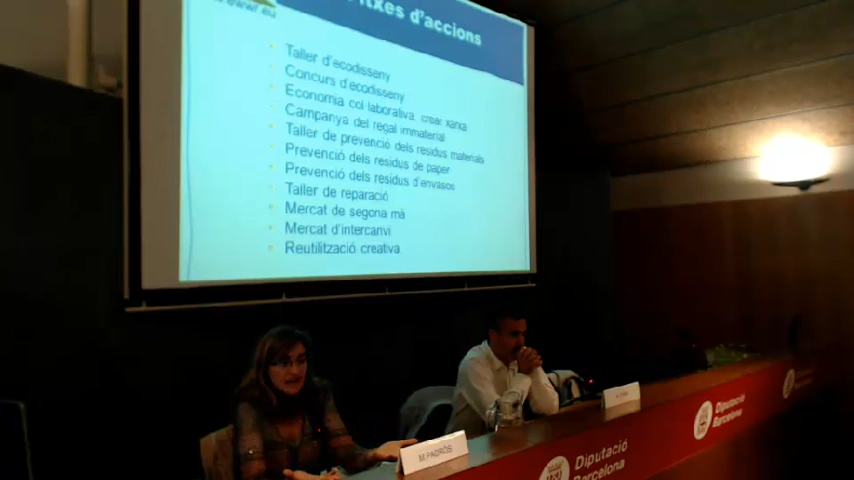 .ewwr.eu
d'accions
Taller d'ecodisseny
Concurs d'ecodisseny
Economia col·laborativa: crear xarxa
Campanya del regal immaterial
Taller de prevenció dels residus materials
Prevenció dels residus de paper
Prevenció dels residus d'envasos
Taller de reparació
Mercat de segona mà
Mercat d'intercanvi
Reutilització creativa
M.PADRÓS
Diputació
Barcelona
Diputació
Barcelona